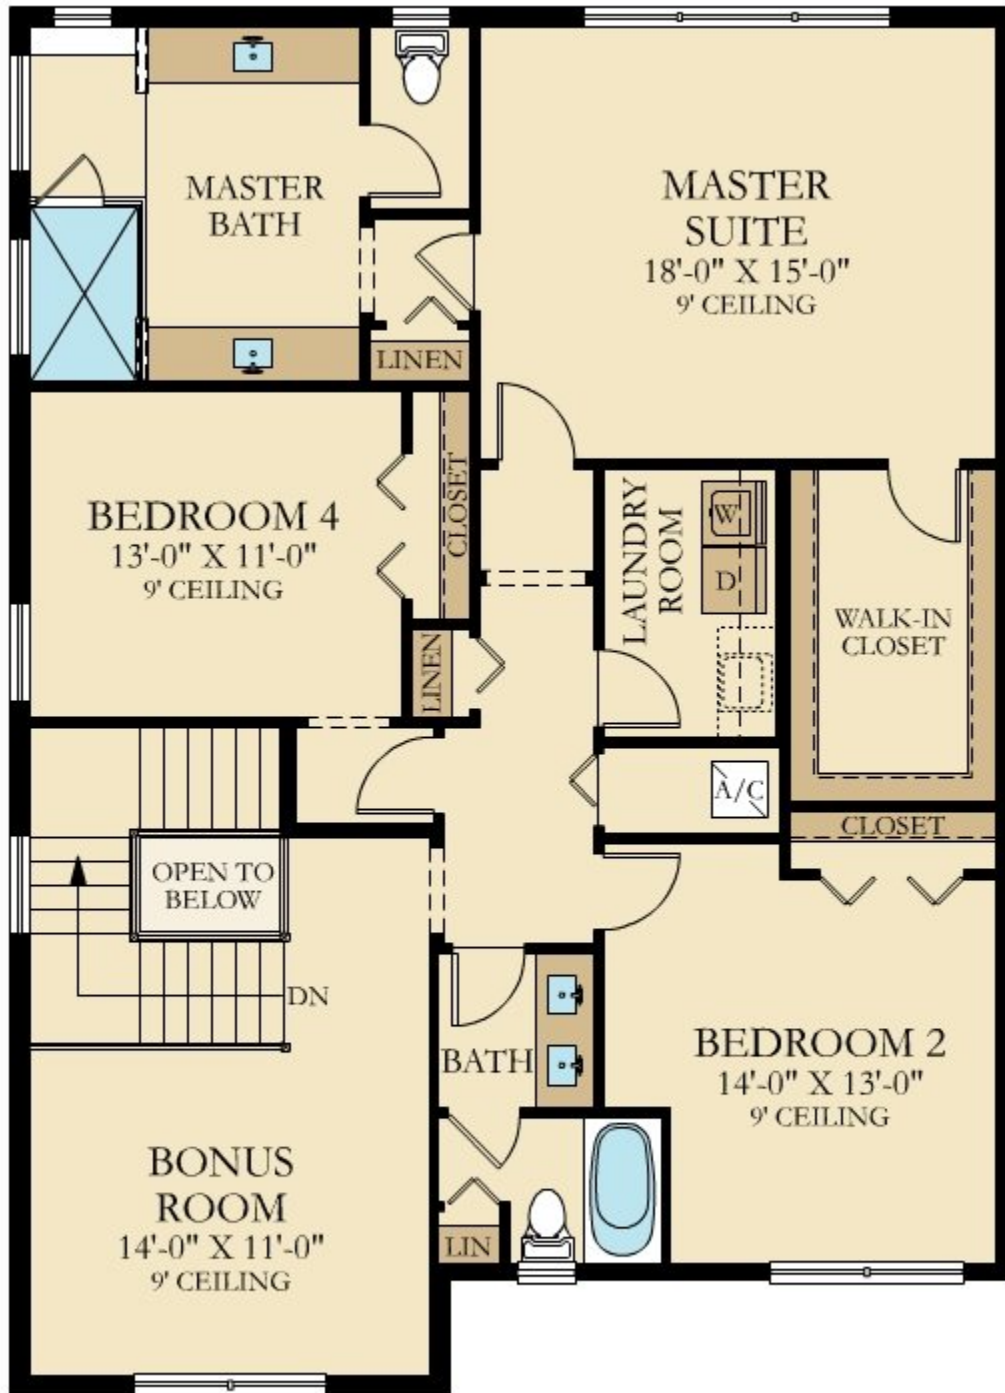 MASTER
BATH
MASTER
SUITE
18'-0" X 15'-0"
9' CEILING
LINEN
BEDROOM 4
13'-0" X 11'-0"
9' CEILING
CLOSET
LINEN
LAUNDRY
ROOM
W
D
WALK-IN
CLOSET
A/C
CLOSET
OPEN TO
BELOW
DN
BATH
BEDROOM 2
14'-0" X 13'-0"
9' CEILING
BONUS
ROOM
14'-0" X 11'-0"
9' CEILING
LIN